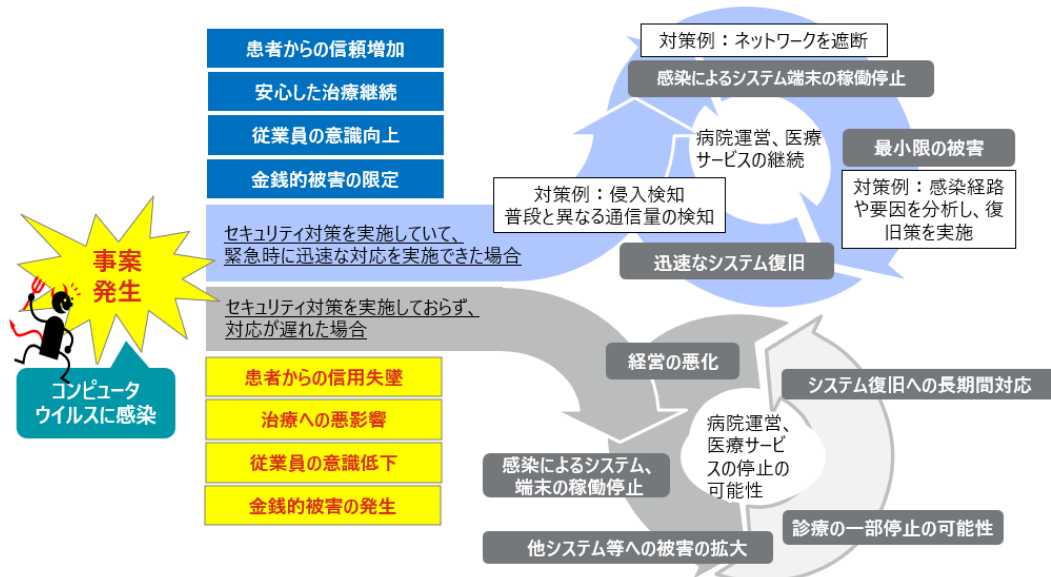 患者からの信頼増加
安心した治療継続
従業員の意識向上
金銭的被害の限定
対策例：ネットワークを遮断
感染によるシステム端末の稼働停止
病院運営、医療
サービスの継続
最小限の被害
対策例：感染経路
や要因を分析し、復
旧策を実施
対策例：侵入検知
普段と異なる通信量の検知
迅速なシステム復旧
セキュリティ対策を実施していて、
緊急時に迅速な対応を実施できた場合
事案
発生
コンピュータ
ウイルスに感染
セキュリティ対策を実施しておらず、
対応が遅れた場合
患者からの信用失墜
治療への悪影響
従業員の意識低下
金銭的被害の発生
経営の悪化
システム復旧への長期間対応
病院運営、
医療サービ
スの停止の
可能性
感染によるシステム、
端末の稼働停止
診療の一部停止の可能性
他システム等への被害の拡大